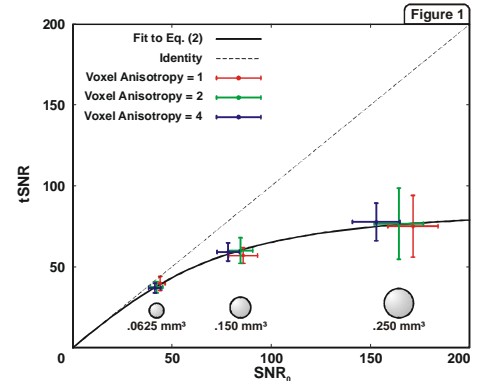 Figure 1
200
150
100
50
0
tSNR
Fit to Eq. (2)
Identity
Voxel Anisotropy = 1
Voxel Anisotropy = 2
Voxel Anisotropy = 4
.0625 mm³
.150 mm³
.250 mm³
0
50
100
150
200
SNR₀